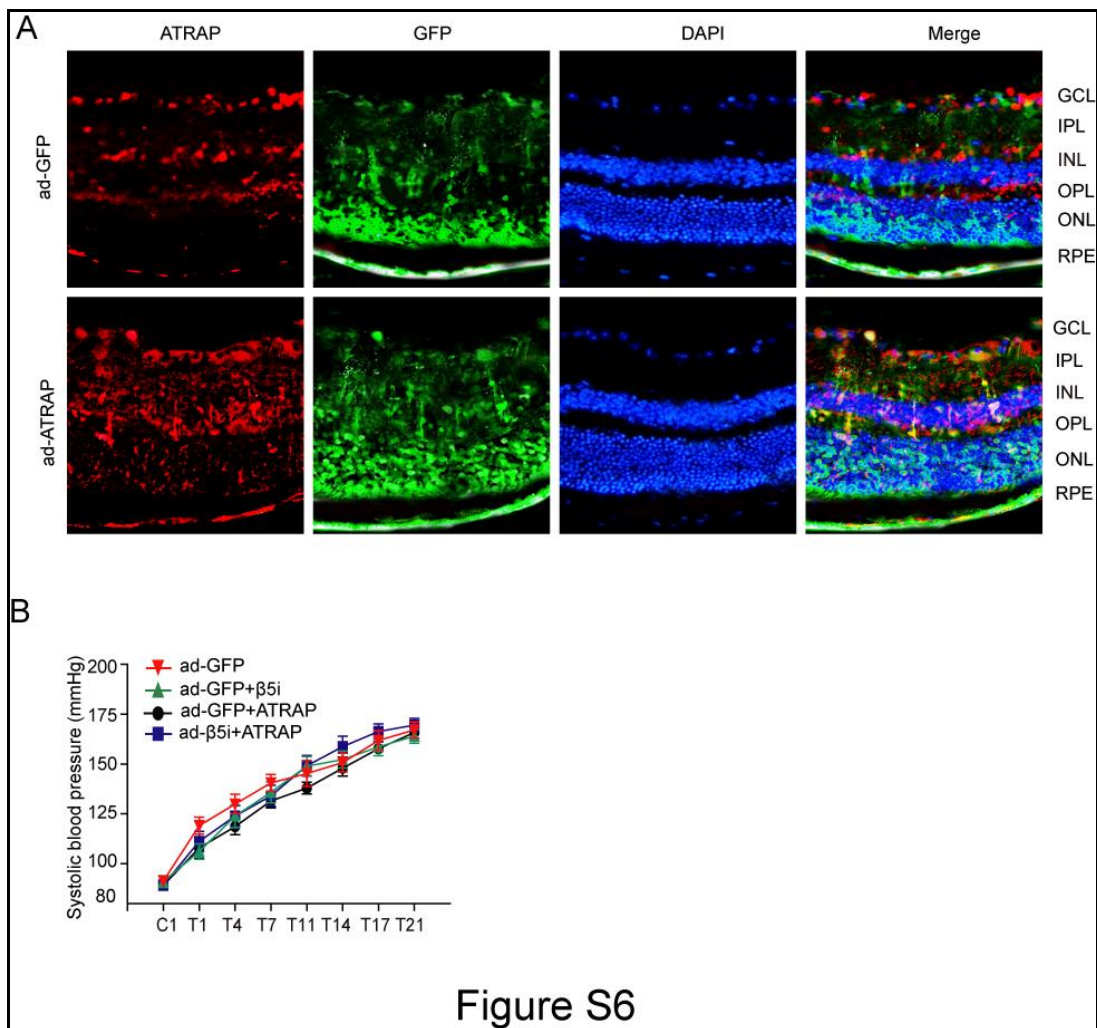 A
ATRAP GFP DAPI Merge
ad-GFP
GCL
IPL
INL
OPL
ONL
RPE
ad-ATRAP
GCL
IPL
INL
OPL
ONL
RPE
B
Systolic blood pressure (mmHg)
200
175
150
125
100
80
ad-GFP
ad-GFP+β5i
ad-GFP+ATRAP
ad-β5i+ATRAP
C1 T1 T4 T7 T11 T14 T17 T21
Figure S6